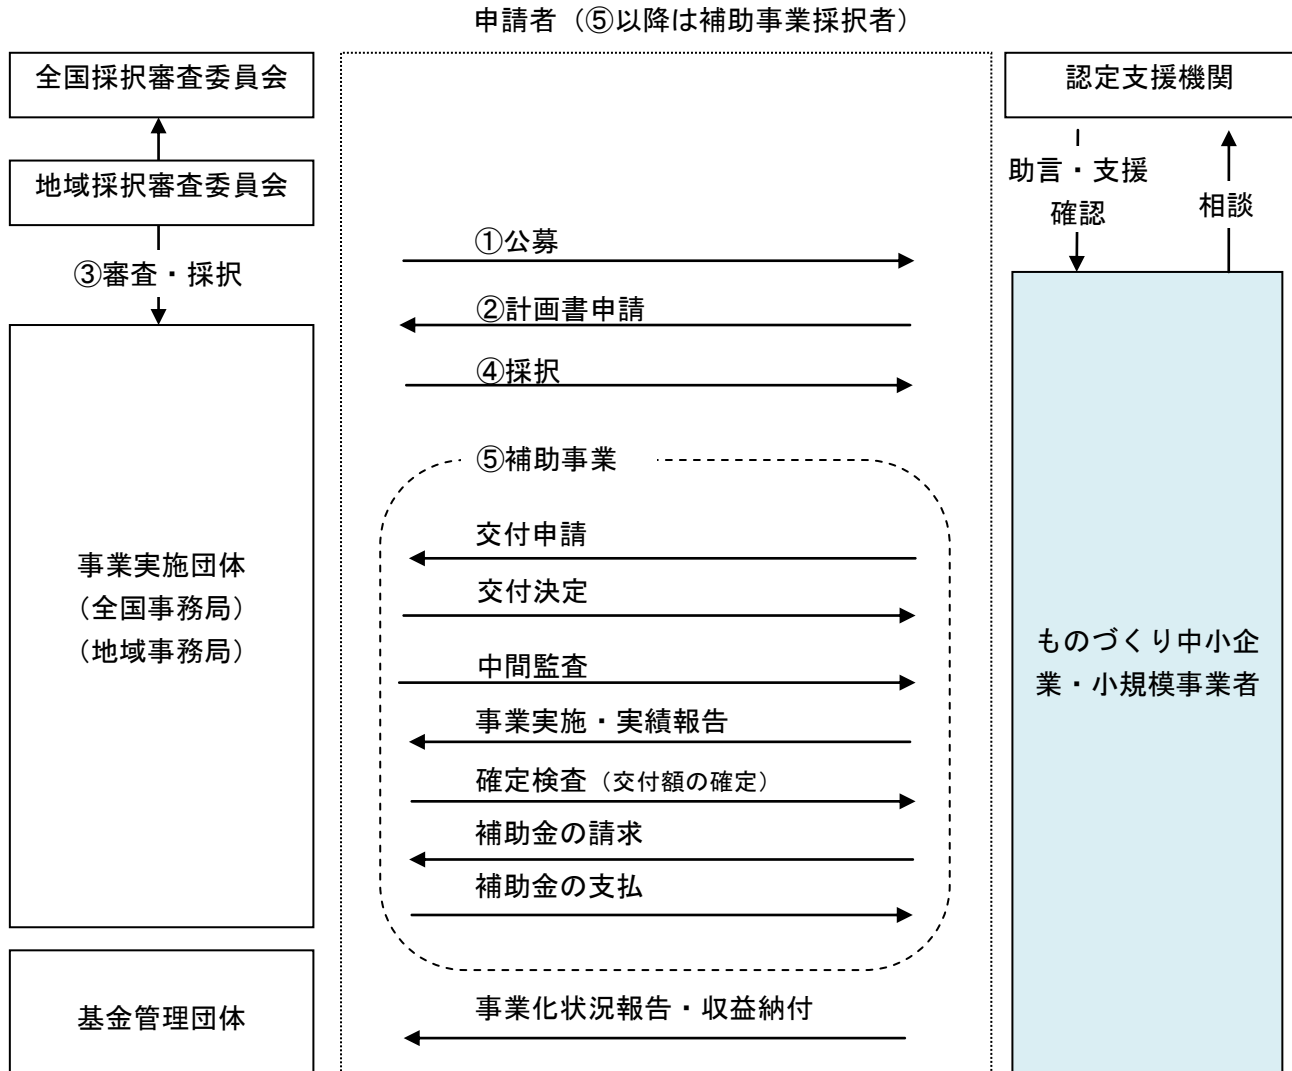 申請者（⑤以降は補助事業採択者）
全国採択審査委員会
地域採択審査委員会
③審査・採択
事業実施団体
（全国事務局）
（地域事務局）
基金管理団体
①公募
②計画書申請
④採択
⑤補助事業
交付申請
交付決定
中間監査
事業実施・実績報告
確定検査（交付額の確定）
補助金の請求
補助金の支払
事業化状況報告・収益納付
認定支援機関
助言・支援
確認
相談
ものづくり中小企
業・小規模事業者